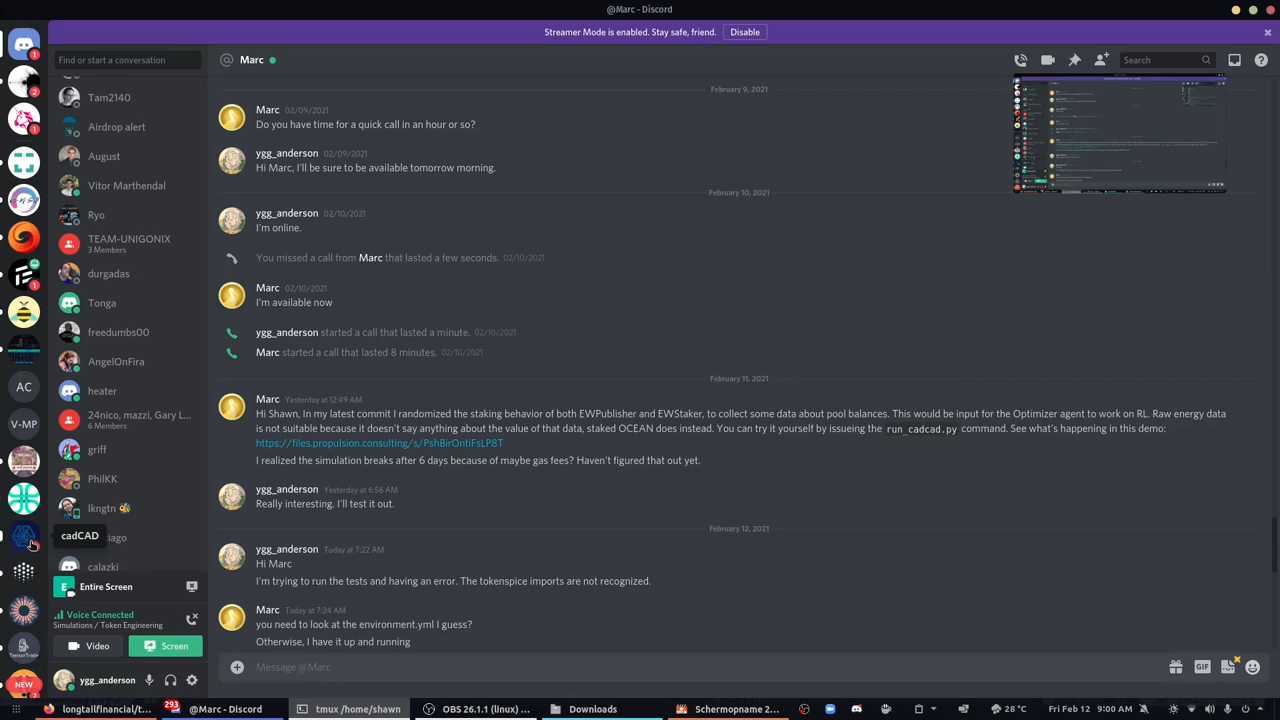 @Marc - Discord
Streamer Mode is enabled. Stay safe, friend.
Disable
Find or start a conversation
@ Marc
Search
Tam2140
Airdrop alert
August
Vitor Marthendal
Ryo
TEAM-UNIGONIX
3 Members
durgadas
Tonga
freedumbs00
AngelOnFira
heater
24nico, mazzi, Gary L...
6 Members
griff
PhilKK
lkngtn
cadCAD
iago
calazki
AC
V-MP
TensorTrade
NEW
Entire Screen
Voice Connected
Simulations / Token Engineering
Video
Screen
ygg_anderson
February 9, 2021
Marc 02/09/2021
Do you have time for a quick call in an hour or so?
ygg_anderson 02/09/2021
Hi Marc, I'll be sure to be available tomorrow morning.
February 10, 2021
ygg_anderson 02/10/2021
I'm online.
You missed a call from Marc that lasted a few seconds. 02/10/2021
Marc 02/10/2021
I'm available now
ygg_anderson started a call that lasted a minute. 02/10/2021
Marc started a call that lasted 8 minutes. 02/10/2021
February 11, 2021
Marc Yesterday at 12:49 AM
Hi Shawn, In my latest commit I randomized the staking behavior of both EWPublisher and EWStaker, to collect some data about pool balances. This would be input for the Optimizer agent to work on RL. Raw energy data
is not suitable because it doesn't say anything about the value of that data, staked OCEAN does instead. You can try it yourself by issueing the run_cadcad.py command. See what's happening in this demo:
https://files.propulsion.consulting/s/PshBirOntiFsLP8T
I realized the simulation breaks after 6 days because of maybe gas fees? Haven't figured that out yet.
ygg_anderson Yesterday at 6:56 AM
Really interesting. I'll test it out.
February 12, 2021
ygg_anderson Today at 7:22 AM
Hi Marc
I'm trying to run the tests and having an error. The tokenspice imports are not recognized.
Marc Today at 7:24 AM
you need to look at the environment.yml I guess?
Otherwise, I have it up and running
Message @Marc
GIF
longtailfinancial/t...
293
@Marc - Discord
tmux /home/shawn
OBS 26.1.1 (linux) ...
Downloads
Schermopname 2...
28 °C
Fri Feb 12
9:00 AM